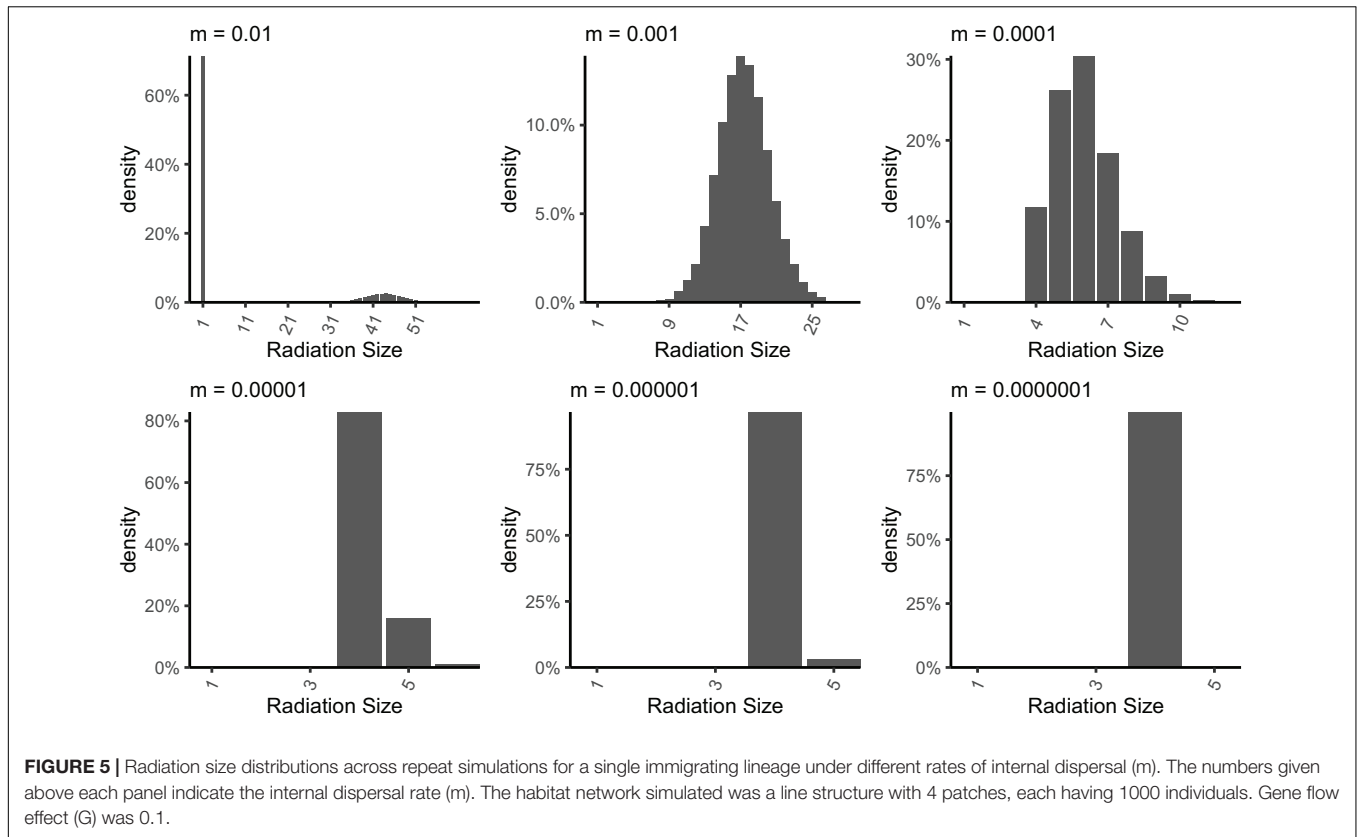 m = 0.01
60%
40%
20%
0%
density
1
11
21
31
41
51
Radiation Size
m = 0.001
10.0%
5.0%
0.0%
density
1
9
17
25
Radiation Size
m = 0.0001
30%
20%
10%
0%
density
1
4
7
10
Radiation Size
m = 0.00001
80%
60%
40%
20%
0%
density
1
3
5
Radiation Size
m = 0.000001
75%
50%
25%
0%
density
1
3
5
Radiation Size
m = 0.0000001
75%
50%
25%
0%
density
1
3
5
Radiation Size
FIGURE 5 | Radiation size distributions across repeat simulations for a single immigrating lineage under different rates of internal dispersal (m). The numbers given
above each panel indicate the internal dispersal rate (m). The habitat network simulated was a line structure with 4 patches, each having 1000 individuals. Gene flow
effect (G) was 0.1.